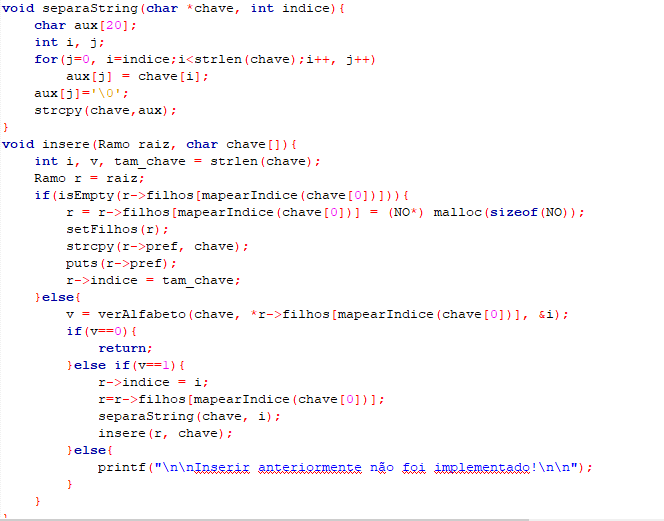 void separaString(char *chave, int indice){
    char aux[20];
    int i, j;
    for(j=0, i=indice;i<strlen(chave);i++, j++)
        aux[j] = chave[i];
    aux[j]='\0';
    strcpy(chave,aux);
}
void insere(Ramo raiz, char chave[]){
    int i, v, tam_chave = strlen(chave);
    Ramo r = raiz;
    if(isEmpty(r->filhos[mapearIndice(chave[0])])){
        r = r->filhos[mapearIndice(chave[0])] = (NO*) malloc(sizeof(NO));
        setFilhos(r);
        strcpy(r->pref, chave);
        puts(r->pref);
        r->indice = tam_chave;
    }else{
        v = verAlfabeto(chave, *r->filhos[mapearIndice(chave[0])], &i);
        if(v==0){
            return;
        }else if(v==1){
            r->indice = i;
            r=r->filhos[mapearIndice(chave[0])];
            separaString(chave, i);
            insere(r, chave);
        }else{
            printf("\n\nInserir anteriormente não foi implementado!\n\n");
        }
    }
}